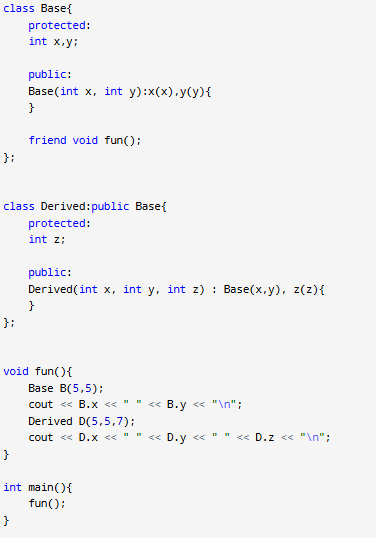 class Base{
    protected:
    int x,y;

    public:
    Base(int x, int y):x(x),y(y){
    }

    friend void fun();
};


class Derived:public Base{
    protected:
    int z;

    public:
    Derived(int x, int y, int z) : Base(x,y), z(z){
    }
};


void fun(){
    Base B(5,5);
    cout << B.x << " " << B.y << "\n";
    Derived D(5,5,7);
    cout << D.x << " " << D.y << " " << D.z << "\n";
}

int main(){
    fun();
}